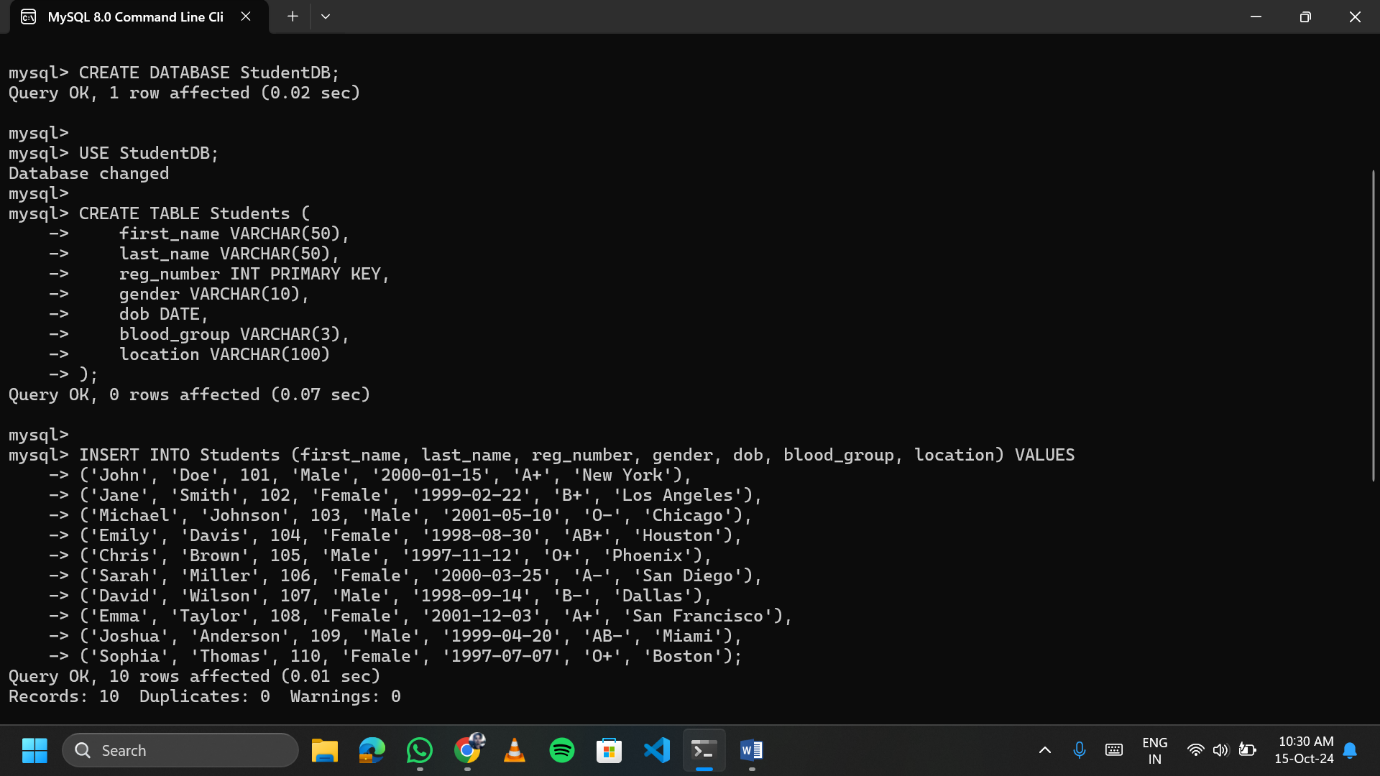 MySQL 8.0 Command Line Cli
mysql> CREATE DATABASE StudentDB;
Query OK, 1 row affected (0.02 sec)
mysql>
mysql> USE StudentDB;
Database changed
mysql>
mysql> CREATE TABLE Students (
    ->     first_name VARCHAR(50),
    ->     last_name VARCHAR(50),
    ->     reg_number INT PRIMARY KEY,
    ->     gender VARCHAR(10),
    ->     dob DATE,
    ->     blood_group VARCHAR(3),
    ->     location VARCHAR(100)
    -> );
Query OK, 0 rows affected (0.07 sec)
mysql>
mysql> INSERT INTO Students (first_name, last_name, reg_number, gender, dob, blood_group, location) VALUES
    -> ('John', 'Doe', 101, 'Male', '2000-01-15', 'A+', 'New York'),
    -> ('Jane', 'Smith', 102, 'Female', '1999-02-22', 'B+', 'Los Angeles'),
    -> ('Michael', 'Johnson', 103, 'Male', '2001-05-10', 'O-', 'Chicago'),
    -> ('Emily', 'Davis', 104, 'Female', '1998-08-30', 'AB+', 'Houston'),
    -> ('Chris', 'Brown', 105, 'Male', '1997-11-12', 'O+', 'Phoenix'),
    -> ('Sarah', 'Miller', 106, 'Female', '2000-03-25', 'A-', 'San Diego'),
    -> ('David', 'Wilson', 107, 'Male', '1998-09-14', 'B-', 'Dallas'),
    -> ('Emma', 'Taylor', 108, 'Female', '2001-12-03', 'A+', 'San Francisco'),
    -> ('Joshua', 'Anderson', 109, 'Male', '1999-04-20', 'AB-', 'Miami'),
    -> ('Sophia', 'Thomas', 110, 'Female', '1997-07-07', 'O+', 'Boston');
Query OK, 10 rows affected (0.01 sec)
Records: 10  Duplicates: 0  Warnings: 0
Search
ENG
IN
10:30 AM
15-Oct-24